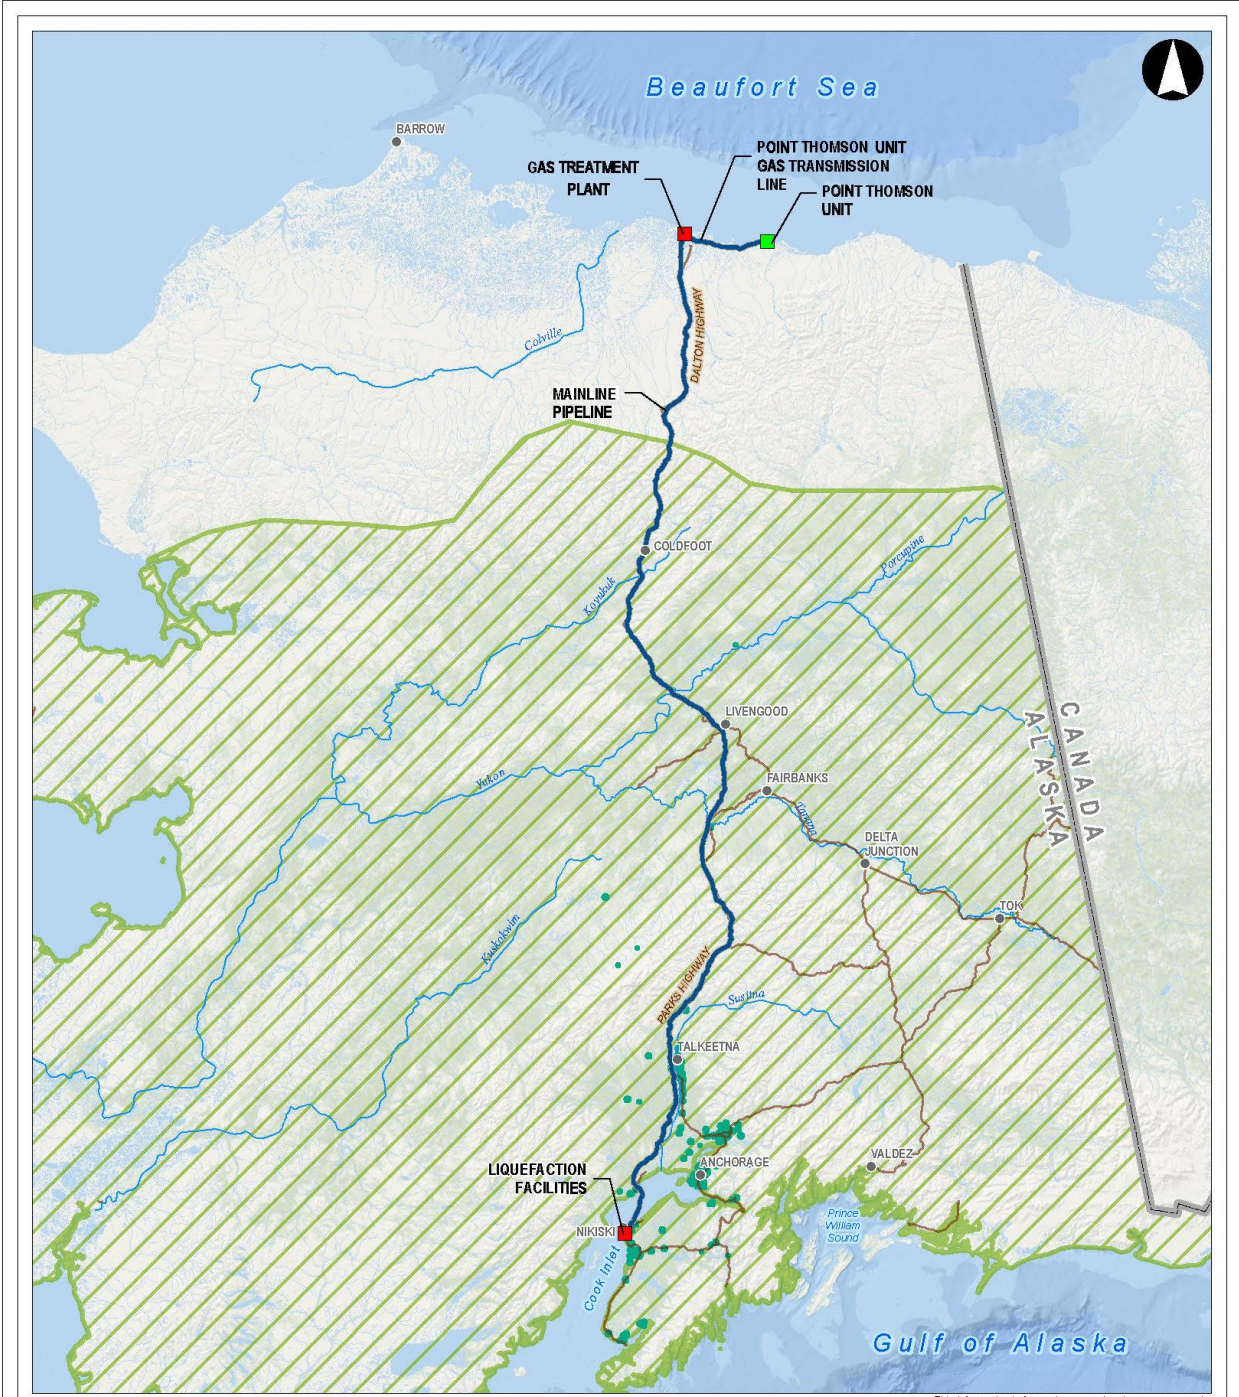 Beaufort Sea
BARROW
POINT THOMSON UNIT
GAS TRANSMISSION
LINE
GAS TREATMENT
PLANT
POINT THOMSON
UNIT
DALTON HIGHWAY
Colville
MAINLINE
PIPELINE
COLDFOOT
Porcupine
Koyukuk
LIVENGOOD
CANADA
ALASKA
Yukon
FAIRBANKS
Tanana
DELTA
JUNCTION
TOK
Kuskokwim
PARKS HIGHWAY
Susitna
TALKEETNA
ANCHORAGE
VALDEZ
LIQUEFACTION
FACILITIES
Prince
William
Sound
NIKISKI
Cook Inlet
Gulf of Alaska